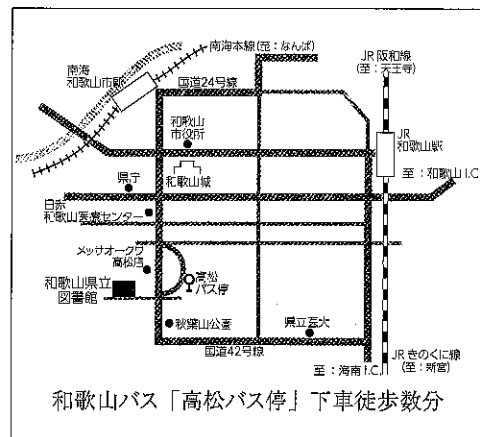 南海本線(至:なんば)
JR阪和線
(至:天王寺)
南海
和歌山市駅
国道24号線
和歌山
市役所
JR
和歌山駅
県庁
和歌山城
至:和歌山I.C.
日赤
和歌山医療センター
メッサオークワ
高松店
高松
バス停
和歌山県立
図書館
秋葉山公園
県立医大
国道42号線
至:海南I.C.
JRきのくに線
(至:新宮)
和歌山バス「高松バス停」下車徒歩数分